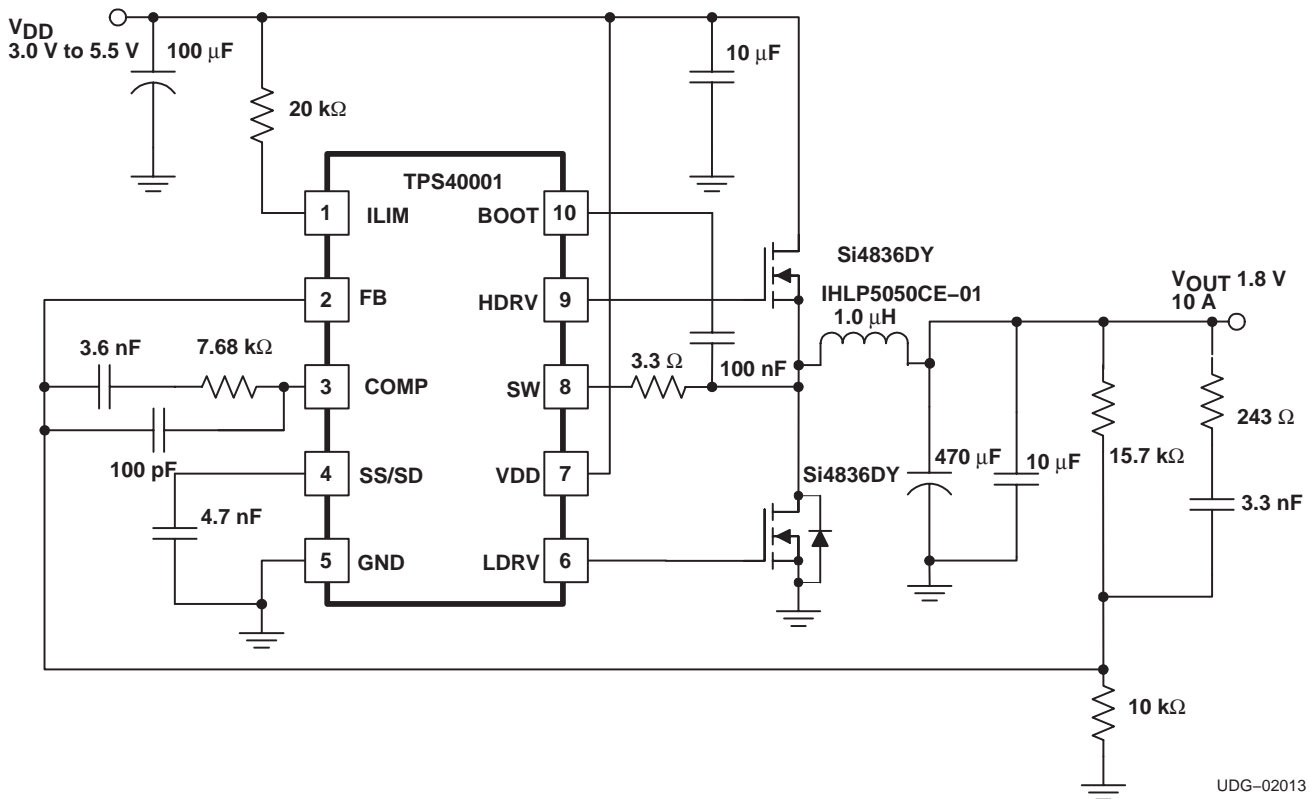 VDD
3.0 V to 5.5 V
100 μF
10 μF
20 kΩ
TPS40001
1
ILIM
BOOT
10
Si4836DY
2
FB
HDRV
9
IHLP5050CE–01
1.0 μH
VOUT 1.8 V
10 A
3.6 nF
7.68 kΩ
3
COMP
SW
8
3.3 Ω
100 nF
243 Ω
100 pF
4
SS/SD
VDD
7
Si4836DY
470 μF
10 μF
15.7 kΩ
3.3 nF
4.7 nF
5
GND
LDRV
6
10 kΩ
UDG–02013